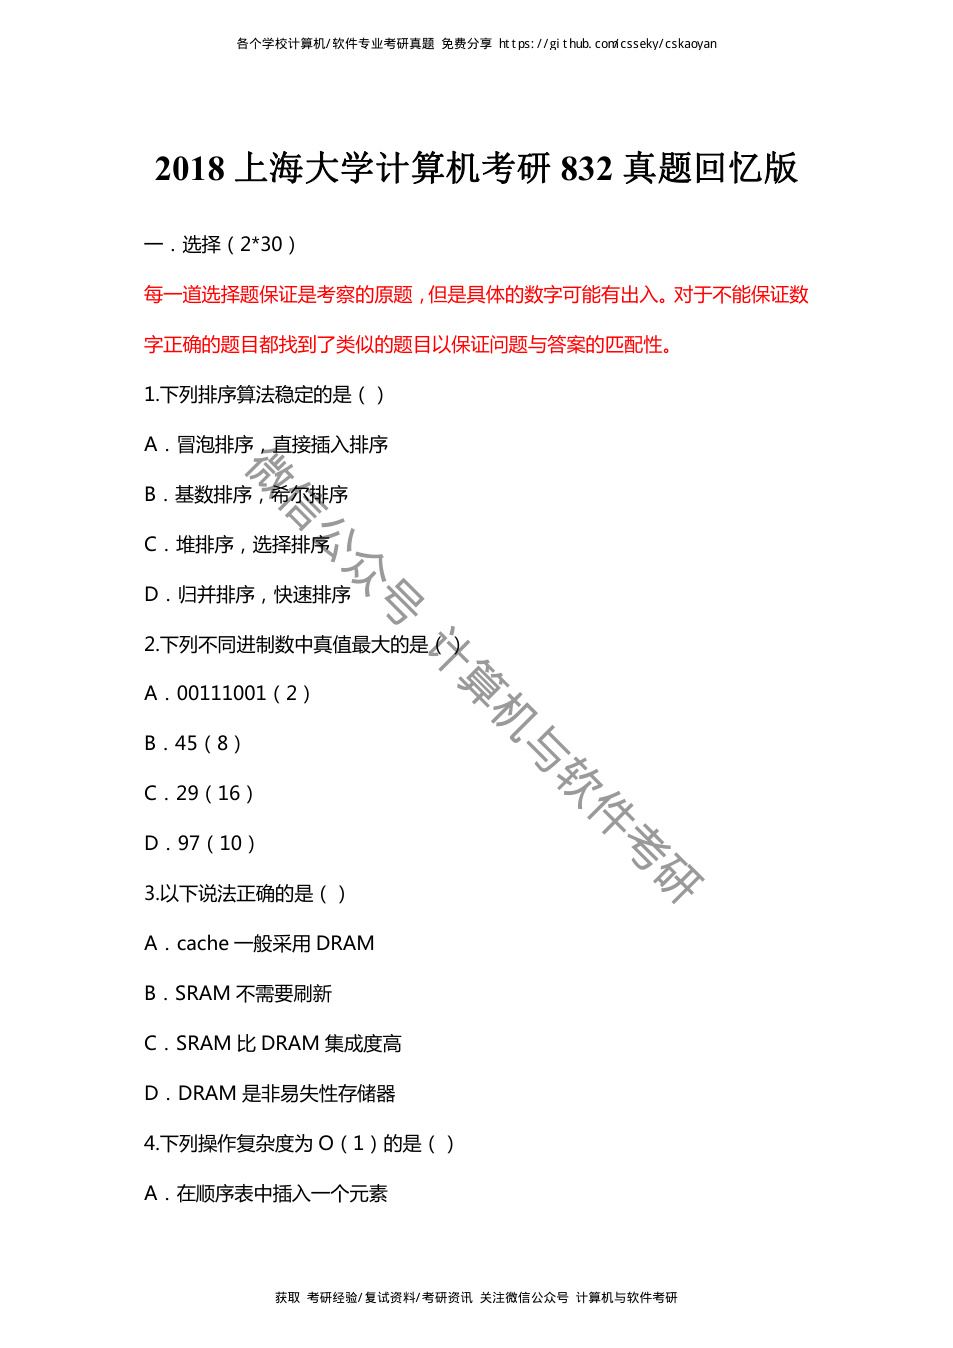 各个学校计算机/软件专业考研真题 免费分享 https://github.com/csseky/cskaoyan
2018 上海大学计算机考研 832 真题回忆版
一．选择（2*30）
每一道选择题保证是考察的原题，但是具体的数字可能有出入。对于不能保证数
字正确的题目都找到了类似的题目以保证问题与答案的匹配性。
1.下列排序算法稳定的是（ ）
A．冒泡排序，直接插入排序
B．基数排序，希尔排序
C．堆排序，选择排序
D．归并排序，快速排序
2.下列不同进制数中真值最大的是（ ）
A．00111001（2）
B．45（8）
C．29（16）
D．97（10）
3.以下说法正确的是（ ）
A．cache 一般采用 DRAM
B．SRAM 不需要刷新
C．SRAM 比 DRAM 集成度高
D．DRAM 是非易失性存储器
4.下列操作复杂度为 O（1）的是（ ）
A．在顺序表中插入一个元素
微信公众号 计算机与软件考研
获取 考研经验/复试资料/考研资讯 关注微信公众号 计算机与软件考研